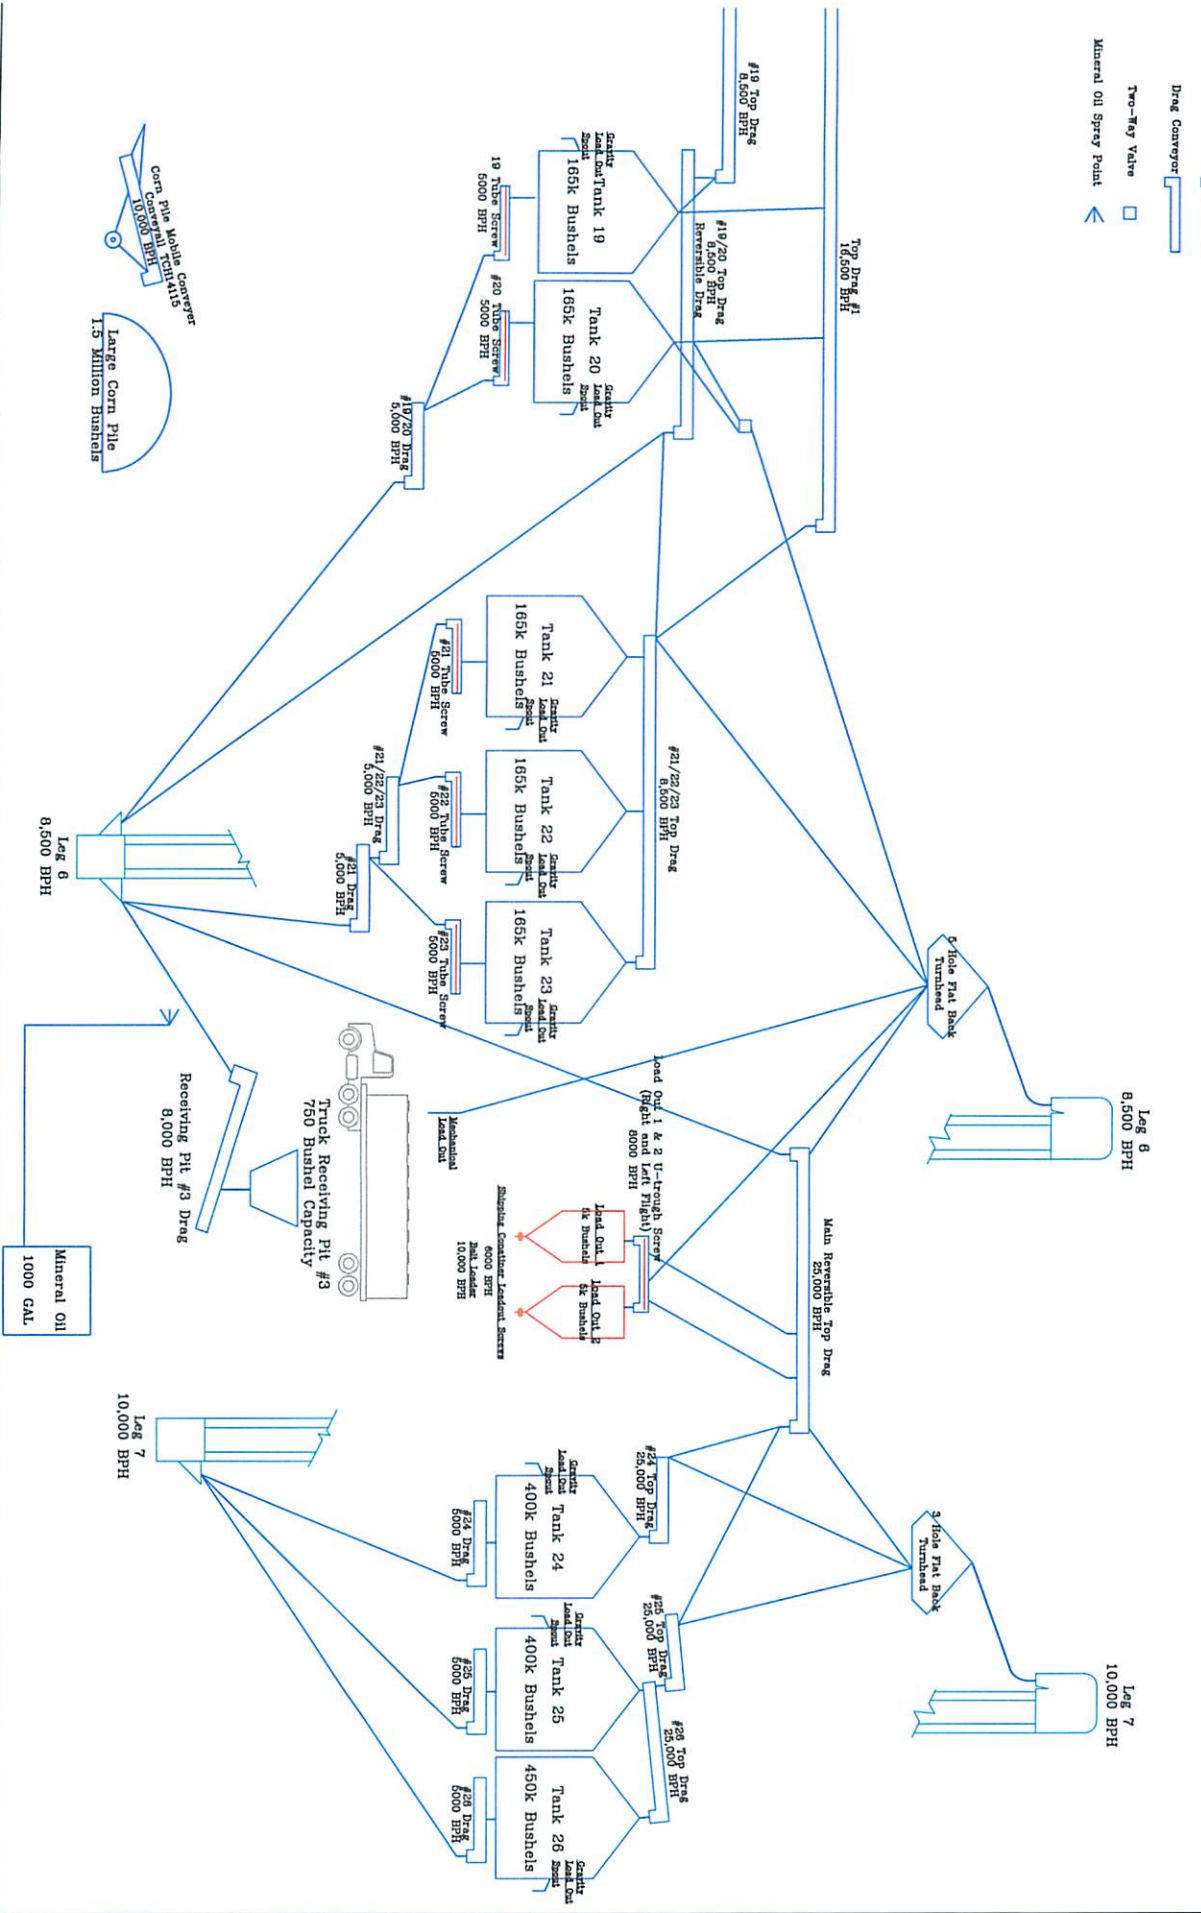 Drag Conveyor
Two-Way Valve
Mineral Oil Spray Point
#19 Top Drag
8,500 BPH
Top Drag #1
16,500 BPH
#19/20 Top Drag
8,500 BPH
Reversible Drag
Gravity
Load Out
Spout
Tank 19
165k Bushels
Tank 20
165k Bushels
Gravity
Load Out
Spout
19 Tube Screw
5000 BPH
#20 Tube Screw
5000 BPH
#19/20 Drag
5,000 BPH
Corn Pile Mobile Conveyer
Conveyall TCH14115
10,000 BPH
Large Corn Pile
1.5 Million Bushels
#21/22/23 Top Drag
8,500 BPH
Tank 21
165k Bushels
Gravity
Load Out
Spout
Tank 22
165k Bushels
Gravity
Load Out
Spout
Tank 23
165k Bushels
Gravity
Load Out
Spout
#21 Tube Screw
5000 BPH
#22 Tube Screw
5000 BPH
#23 Tube Screw
5000 BPH
#21/22/23 Drag
5,000 BPH
#21 Drag
5,000 BPH
Leg 6
8,500 BPH
5 Hole Flat Back
Turnhead
Leg 6
8,500 BPH
Main Reversible Top Drag
25,000 BPH
Load Out 1 & 2 U-trough Screw
(Right and Left Flight)
8000 BPH
Load Out 1
5k Bushels
Load Out 2
5k Bushels
Shipping Conatiner Loadout Screws
6000 BPH
Belt Loader
10,000 BPH
Mechanical
Load Out
Truck Receiving Pit #3
750 Bushel Capacity
Receiving Pit #3 Drag
8,000 BPH
Mineral Oil
1000 GAL
3 Hole Flat Back
Turnhead
Leg 7
10,000 BPH
#24 Top Drag
25,000 BPH
#25 Top Drag
25,000 BPH
#26 Top Drag
25,000 BPH
Gravity
Load Out
Spout
Tank 24
400k Bushels
Gravity
Load Out
Spout
Tank 25
400k Bushels
Tank 26
450k Bushels
Gravity
Load Out
Spout
#24 Drag
5000 BPH
#25 Drag
5000 BPH
#26 Drag
5000 BPH
Leg 7
10,000 BPH